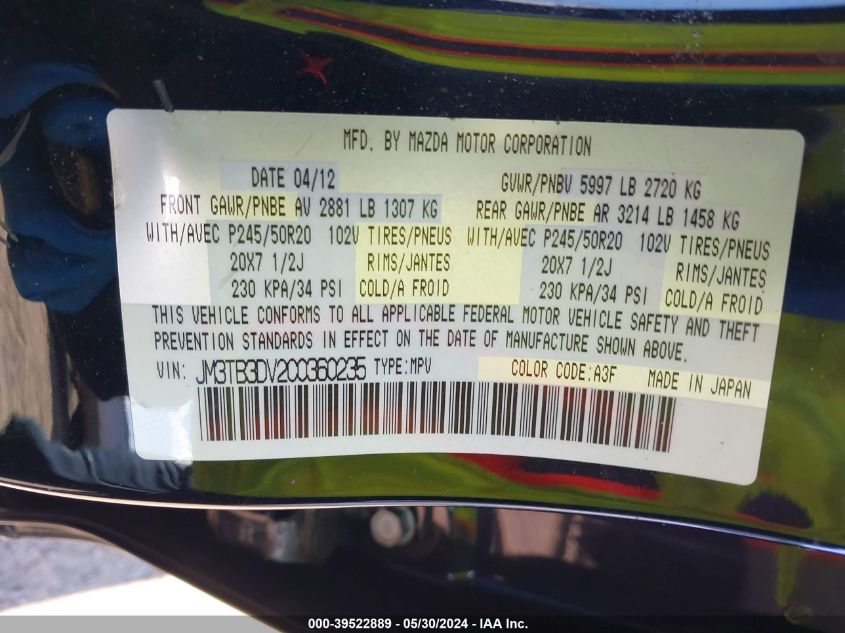 MFD. BY MAZDA MOTOR CORPORATION
DATE 04/12 GVWR/PNBV 5997 LB 2720 KG
FRONT GAWR/PNBE AV 2881 LB 1307 KG REAR GAWR/PNBE AR 3214 LB 1458 KG
WITH/AVEC P245/50R20 102V TIRES/PNEUS WITH/AVEC P245/50R20 102V TIRES/PNEUS
20X7 1/2J RIMS/JANTES 20X7 1/2J RIMS/JANTES
230 KPA/34 PSI COLD/A FROID 230 KPA/34 PSI COLD/A FROID
THIS VEHICLE CONFORMS TO ALL APPLICABLE FEDERAL MOTOR VEHICLE SAFETY AND THEFT
PREVENTION STANDARDS IN EFFECT ON THE DATE OF MANUFACTURE SHOWN ABOVE.
VIN: JM3TB3DV2C0360235 TYPE:MPV COLOR CODE:A3F MADE IN JAPAN
000-39522889 - 05/30/2024 - IAA Inc.